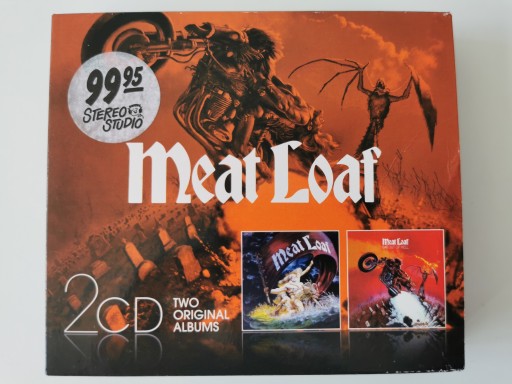 99 95
STEREO
STUDIO
Meat Loaf
Meat Loaf
Meat Loaf
2CD
TWO
ORIGINAL
ALBUMS